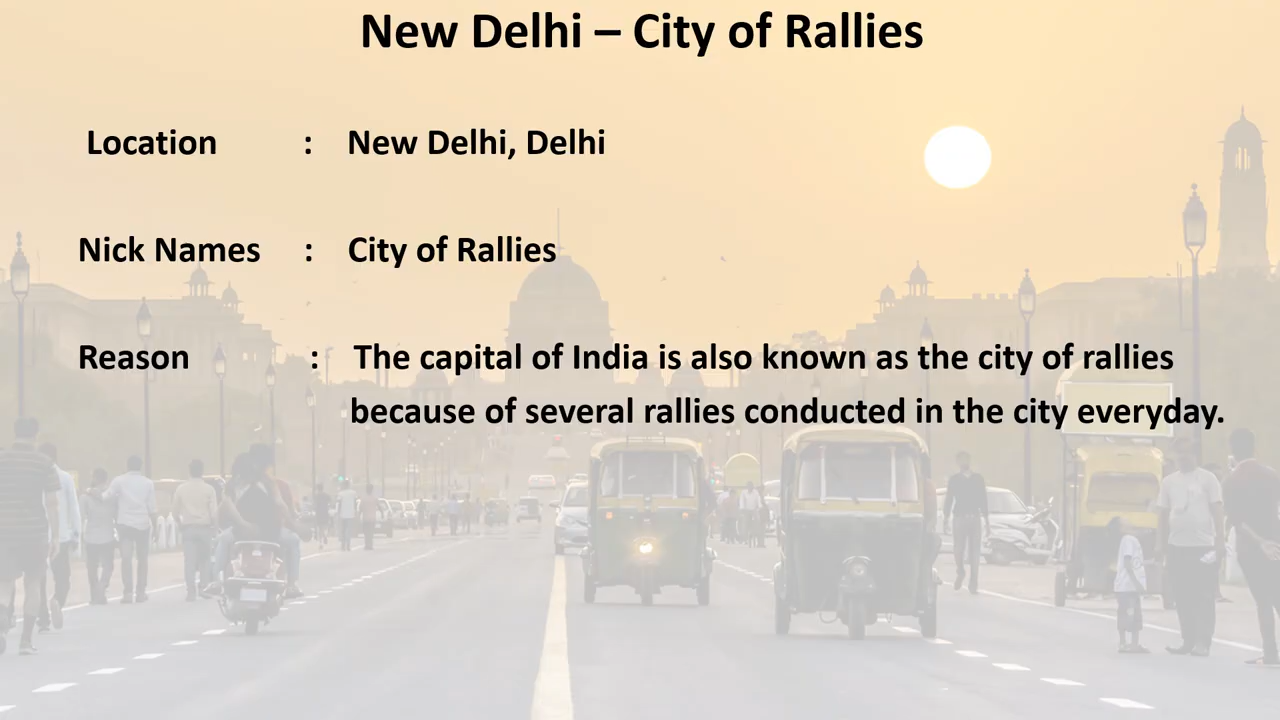 New Delhi – City of Rallies
Location : New Delhi, Delhi
Nick Names : City of Rallies
Reason : The capital of India is also known as the city of rallies
because of several rallies conducted in the city everyday.